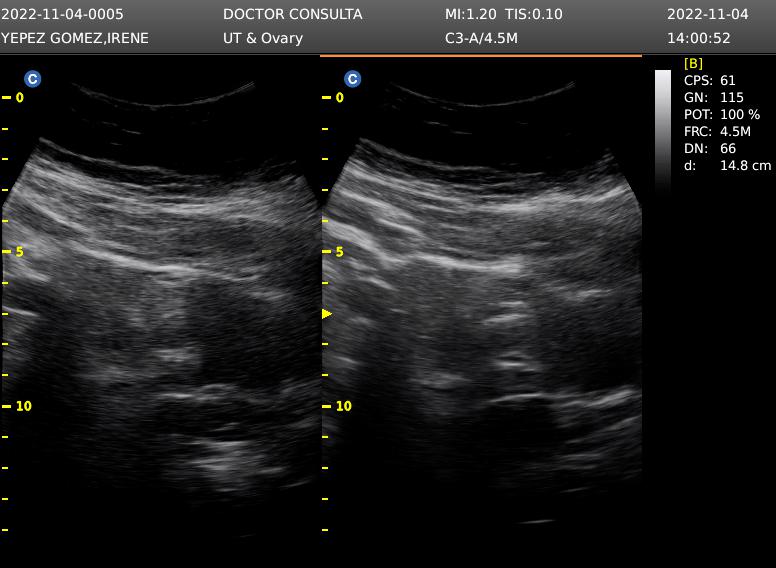 2022-11-04-0005 DOCTOR CONSULTA MI:1.20 TIS:0.10 2022-11-04
YEPEZ GOMEZ,IRENE UT & Ovary C3-A/4.5M 14:00:52
C
C
[B]
CPS: 61
GN: 115
POT: 100 %
FRC: 4.5M
DN: 66
d: 14.8 cm
0
0
5
5
10
10